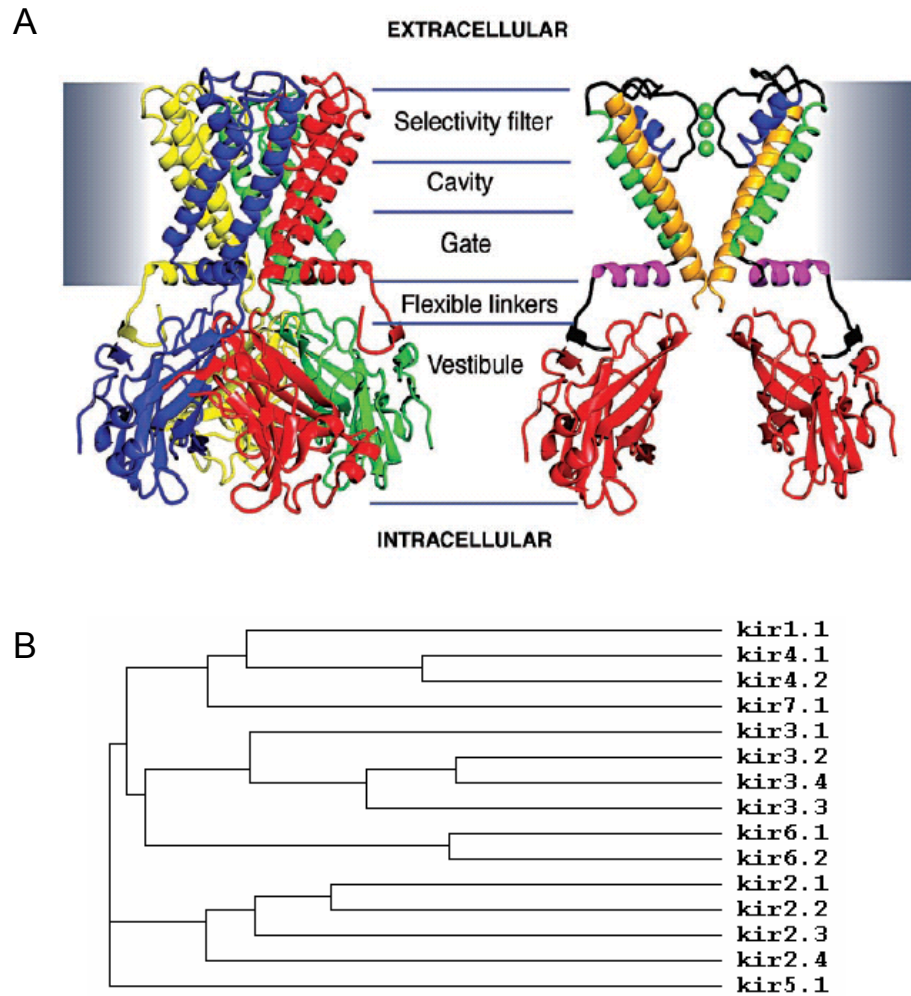 A
EXTRACELLULAR
Selectivity filter
Cavity
Gate
Flexible linkers
Vestibule
INTRACELLULAR
B
kir1.1
kir4.1
kir4.2
kir7.1
kir3.1
kir3.2
kir3.4
kir3.3
kir6.1
kir6.2
kir2.1
kir2.2
kir2.3
kir2.4
kir5.1